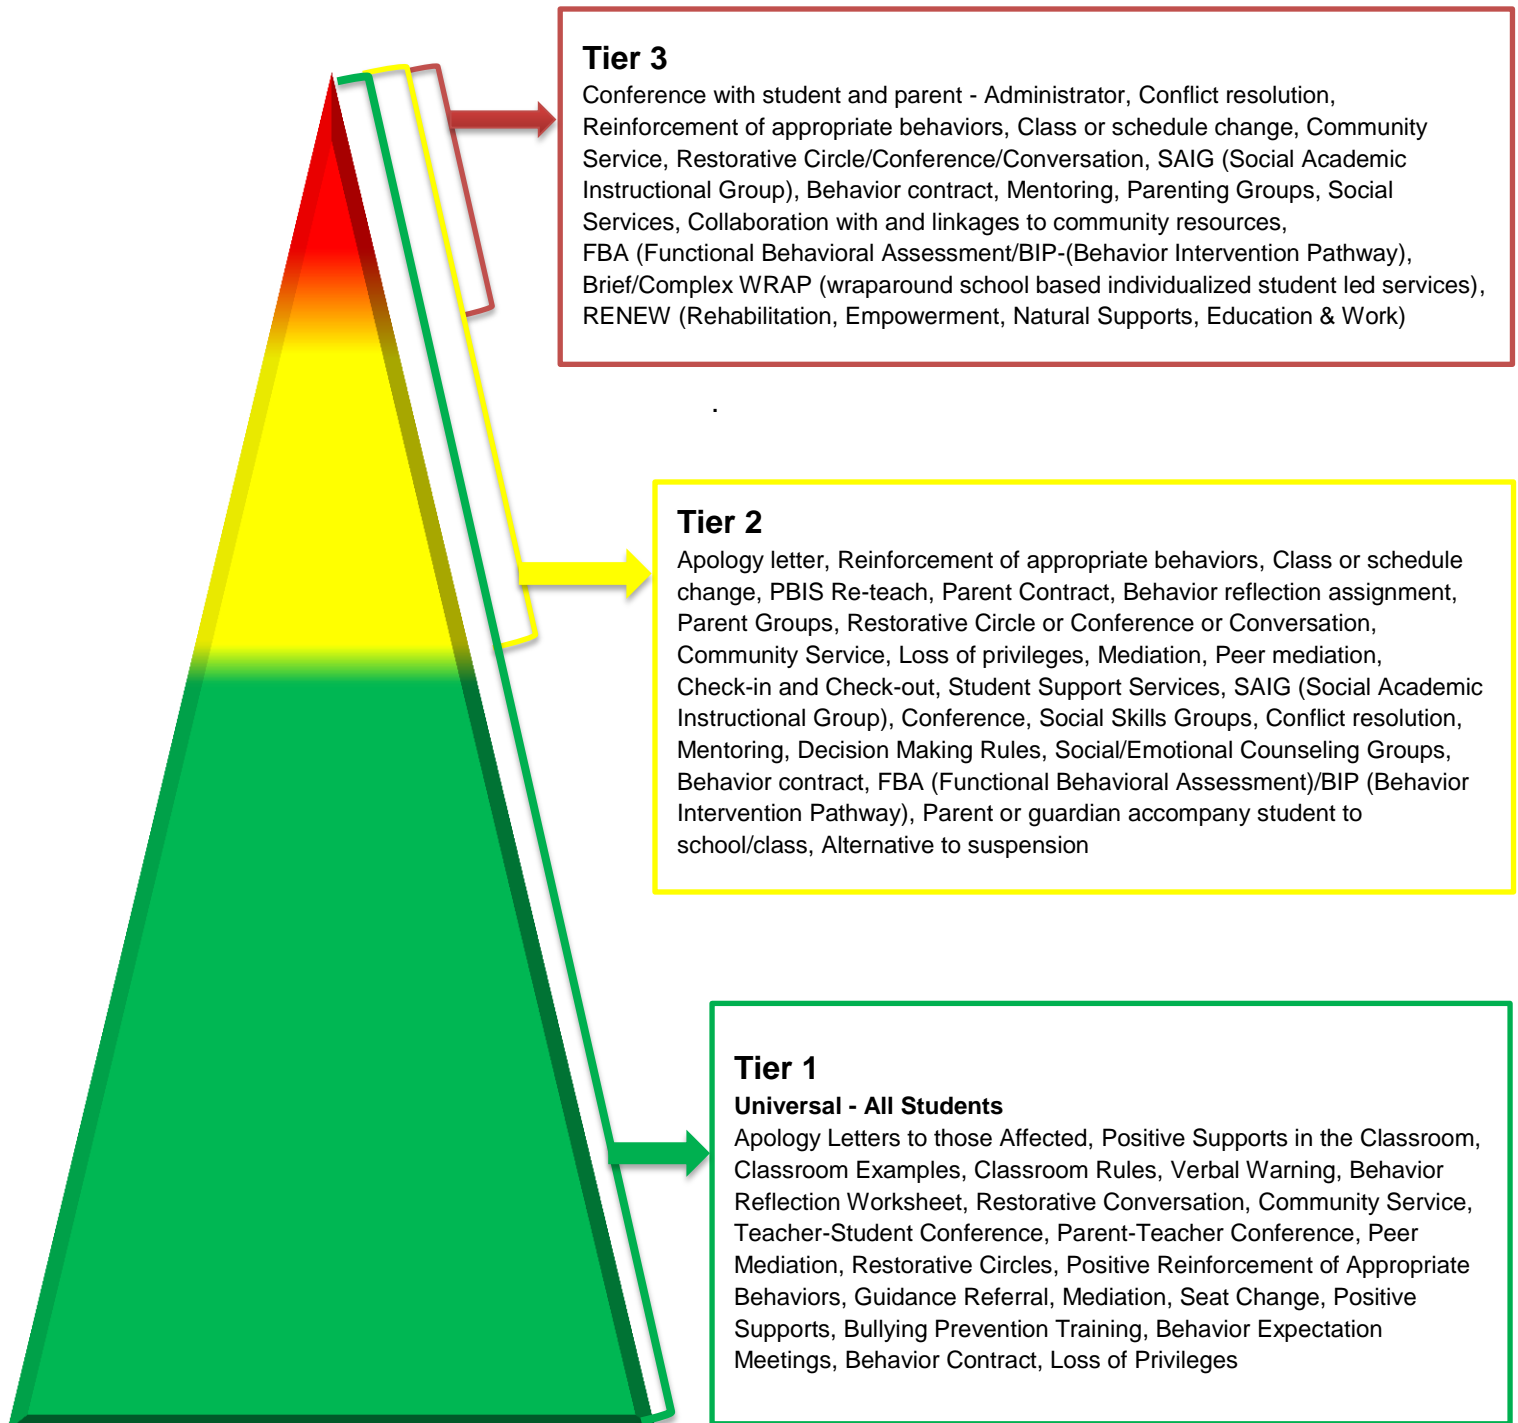 Tier 3
Conference with student and parent - Administrator, Conflict resolution,
Reinforcement of appropriate behaviors, Class or schedule change, Community
Service, Restorative Circle/Conference/Conversation, SAIG (Social Academic
Instructional Group), Behavior contract, Mentoring, Parenting Groups, Social
Services, Collaboration with and linkages to community resources,
FBA (Functional Behavioral Assessment/BIP-(Behavior Intervention Pathway),
Brief/Complex WRAP (wraparound school based individualized student led services),
RENEW (Rehabilitation, Empowerment, Natural Supports, Education & Work)
.
Tier 2
Apology letter, Reinforcement of appropriate behaviors, Class or schedule
change, PBIS Re-teach, Parent Contract, Behavior reflection assignment,
Parent Groups, Restorative Circle or Conference or Conversation,
Community Service, Loss of privileges, Mediation, Peer mediation,
Check-in and Check-out, Student Support Services, SAIG (Social Academic
Instructional Group), Conference, Social Skills Groups, Conflict resolution,
Mentoring, Decision Making Rules, Social/Emotional Counseling Groups,
Behavior contract, FBA (Functional Behavioral Assessment)/BIP (Behavior
Intervention Pathway), Parent or guardian accompany student to
school/class, Alternative to suspension
Tier 1
Universal - All Students
Apology Letters to those Affected, Positive Supports in the Classroom,
Classroom Examples, Classroom Rules, Verbal Warning, Behavior
Reflection Worksheet, Restorative Conversation, Community Service,
Teacher-Student Conference, Parent-Teacher Conference, Peer
Mediation, Restorative Circles, Positive Reinforcement of Appropriate
Behaviors, Guidance Referral, Mediation, Seat Change, Positive
Supports, Bullying Prevention Training, Behavior Expectation
Meetings, Behavior Contract, Loss of Privileges